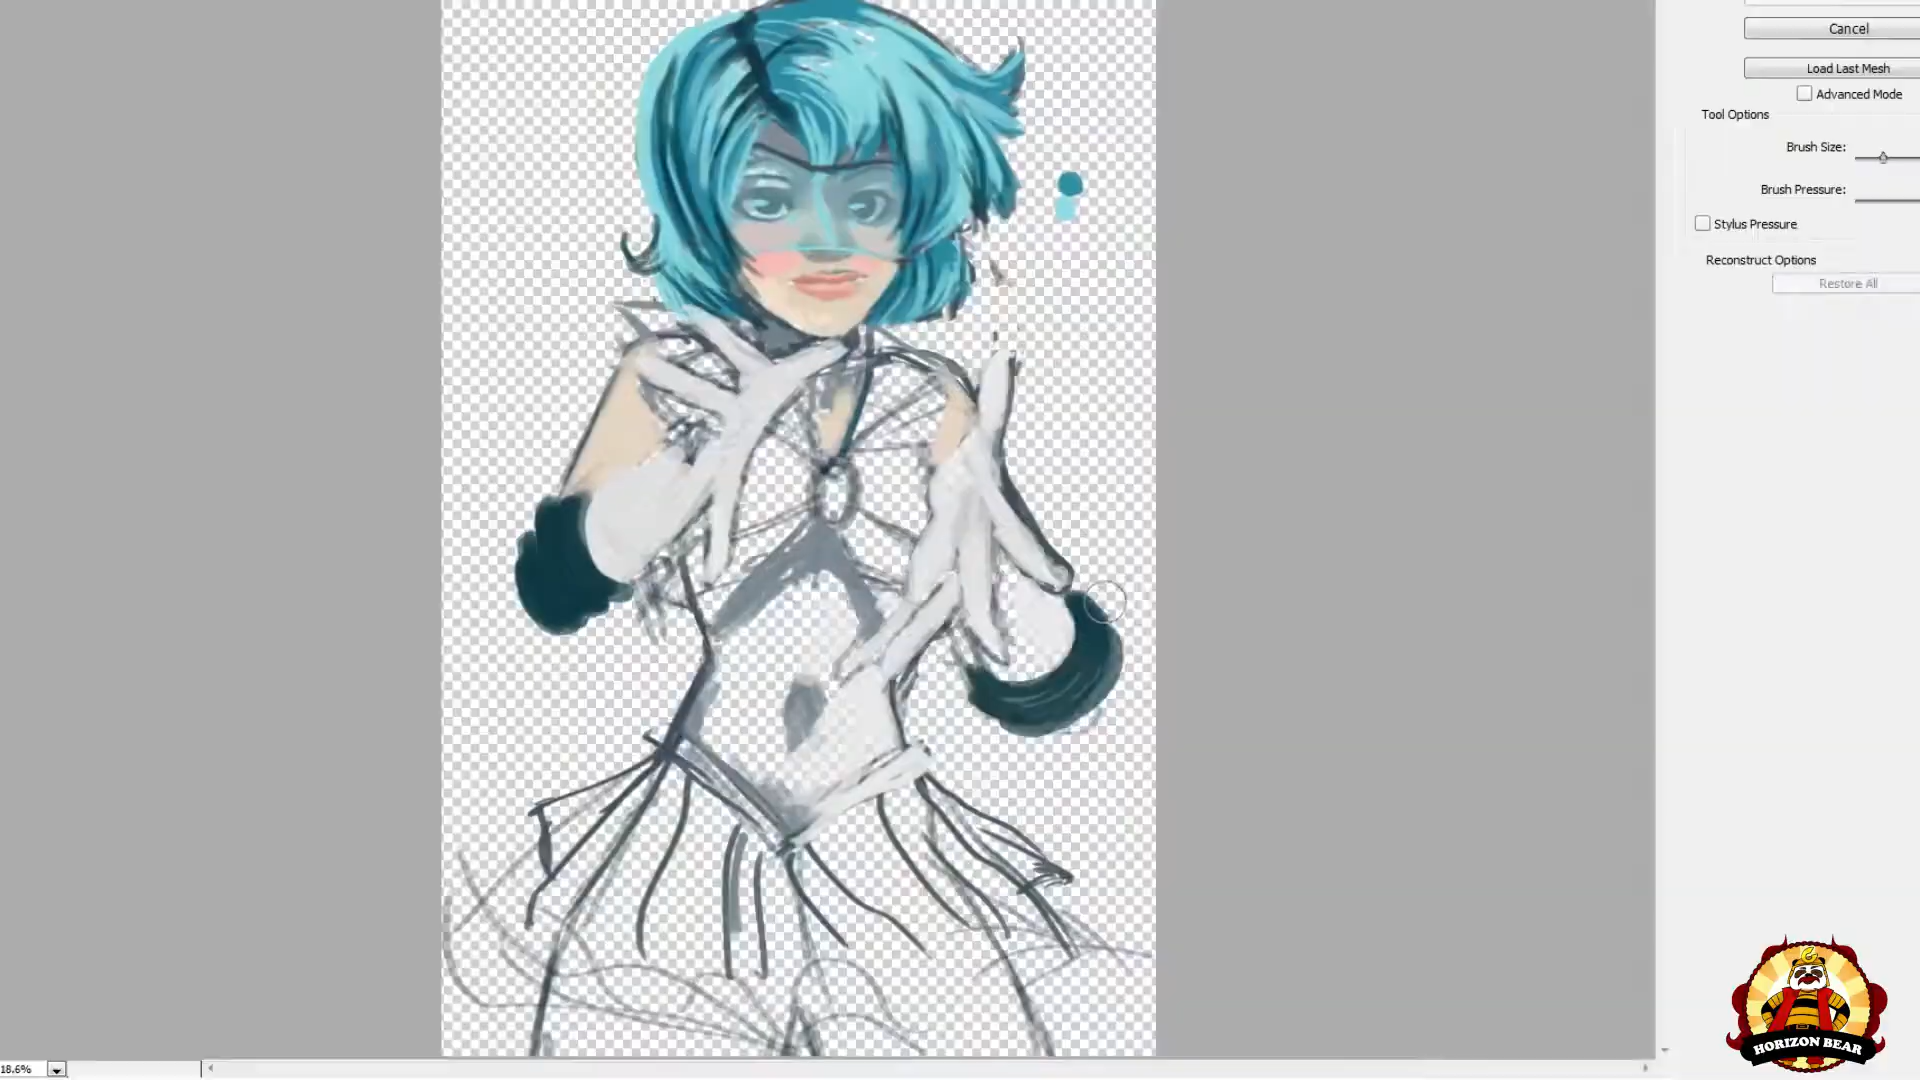 Cancel
Load Last Mesh
Advanced Mode
Tool Options
Brush Size:
Brush Pressure:
Stylus Pressure
Reconstruct Options
Restore All
HORIZON BEAR
18.6%